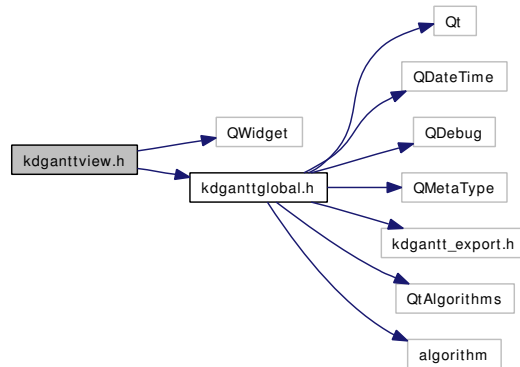 Qt
QDateTime
QDebug
QWidget
kdganttview.h
kdganttglobal.h
QMetaType
kdgantt_export.h
QtAlgorithms
algorithm